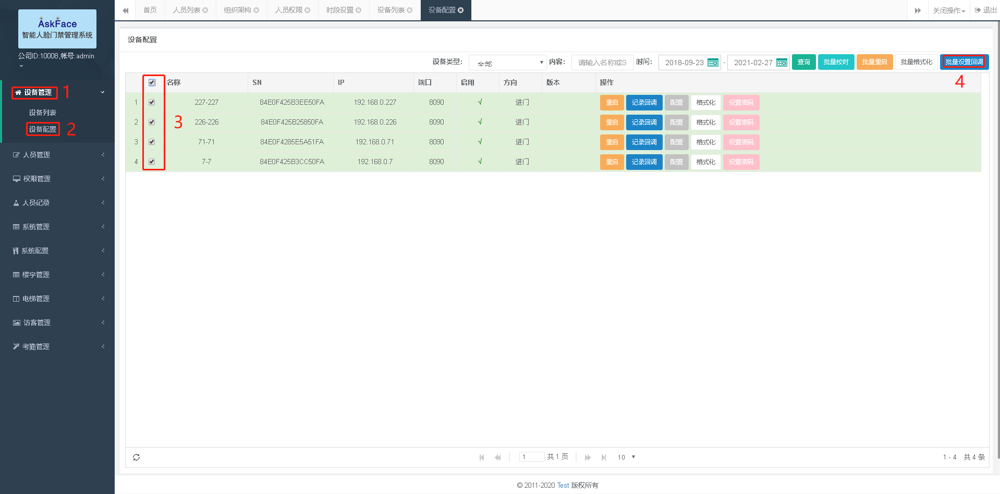 AskFace
智能人脸门禁管理系统
公司ID:10008,帐号:admin
设备管理 1
设备列表
设备配置 2
人员管理
权限管理
人员记录
系统管理
系统配置
楼宇管理
电梯管理
访客管理
考勤管理
首页 人员列表 组织架构 人员权限 时段设置 设备列表 设备配置 关闭操作 退出
设备配置
设备类型: 全部 内容: 请输入名称或S 时间: 2018-09-23 - 2021-02-27 查询 批量校时 批量重启 批量格式化 批量设置回调
4
名称 SN IP 端口 启用 方向 版本 操作
1 227-227 84E0F425B3EE50FA 192.168.0.227 8090 √ 进门 重启 记录回调 配置 格式化 设置密码
2 3 226-226 84E0F425B25850FA 192.168.0.226 8090 √ 进门 重启 记录回调 配置 格式化 设置密码
3 71-71 84E0F4285E5A51FA 192.168.0.71 8090 √ 进门 重启 记录回调 配置 格式化 设置密码
4 7-7 84E0F425B3CC50FA 192.168.0.7 8090 √ 进门 重启 记录回调 配置 格式化 设置密码
1 共 1 页 10 1 - 4 共 4 条
© 2011-2020 Test 版权所有